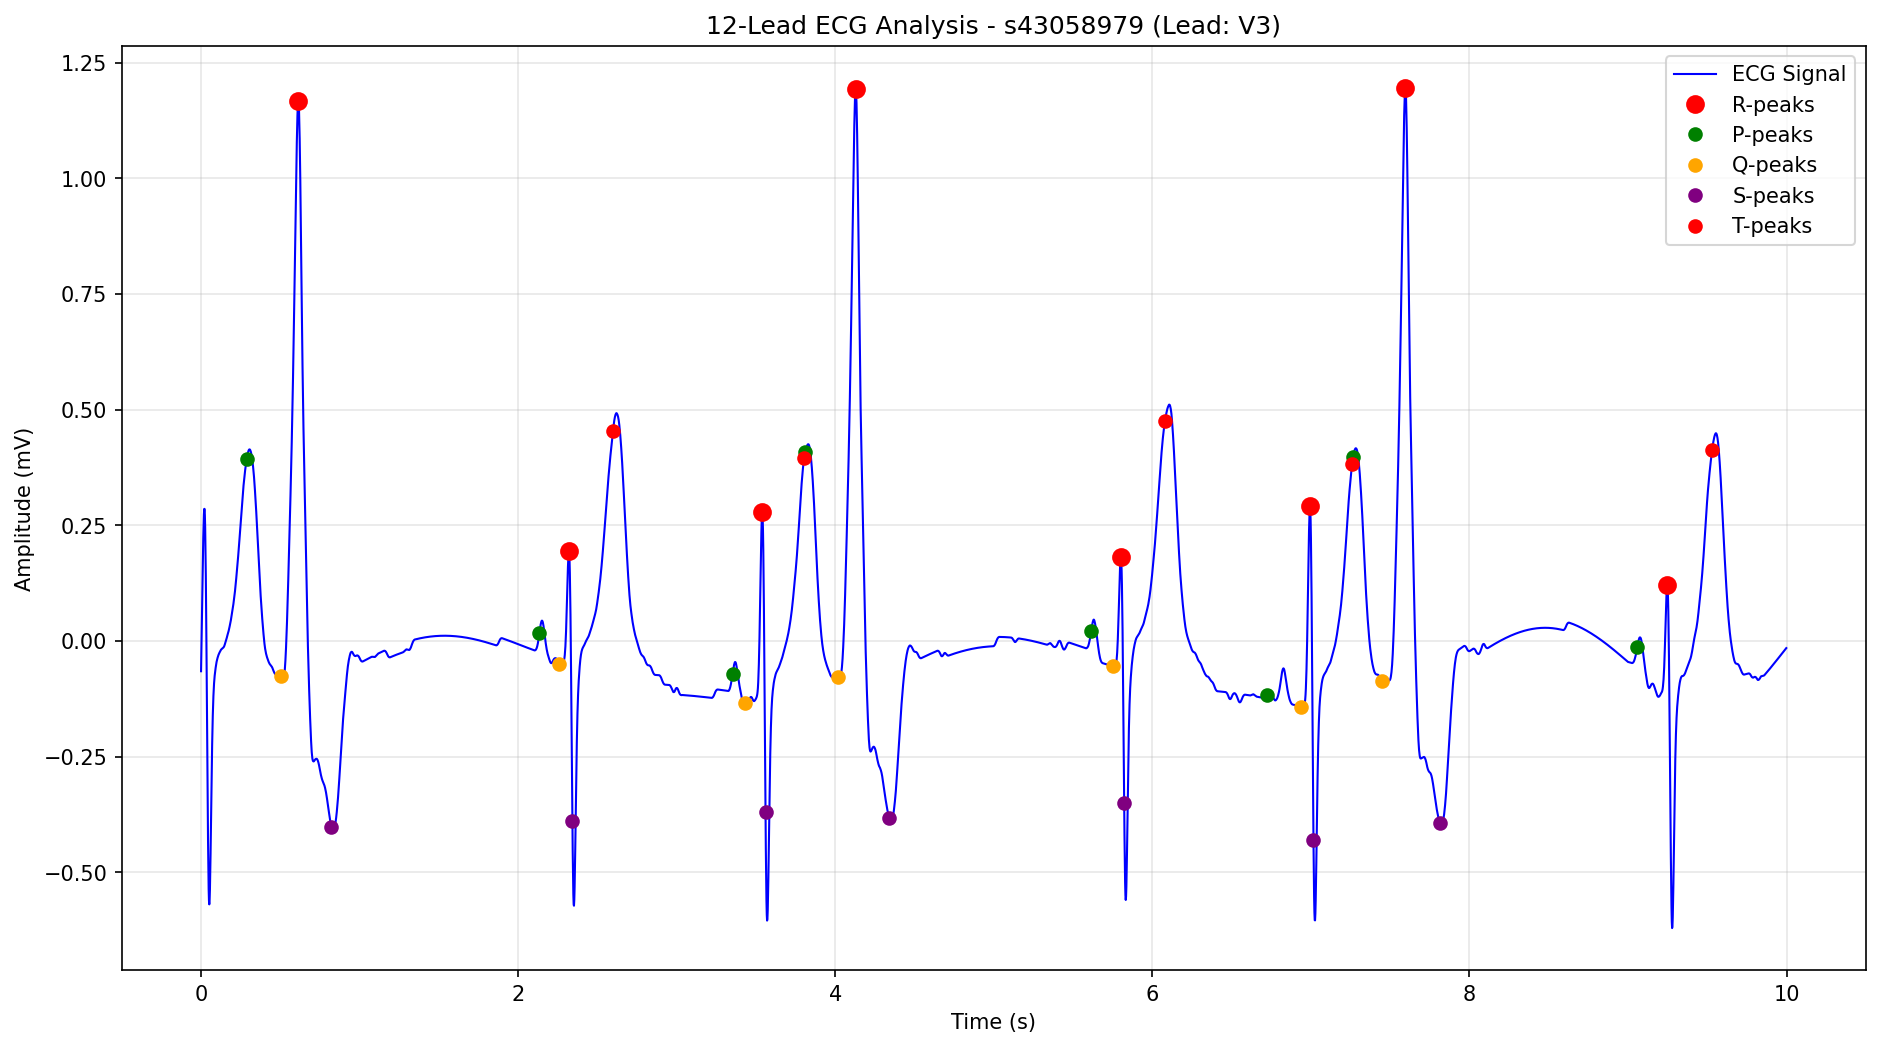 12-Lead ECG Analysis - s43058979 (Lead: V3)
1.25
1.00
0.75
0.50
0.25
0.00
−0.25
−0.50
Amplitude (mV)
ECG Signal
R-peaks
P-peaks
Q-peaks
S-peaks
T-peaks
0 2 4 6 8 10
Time (s)